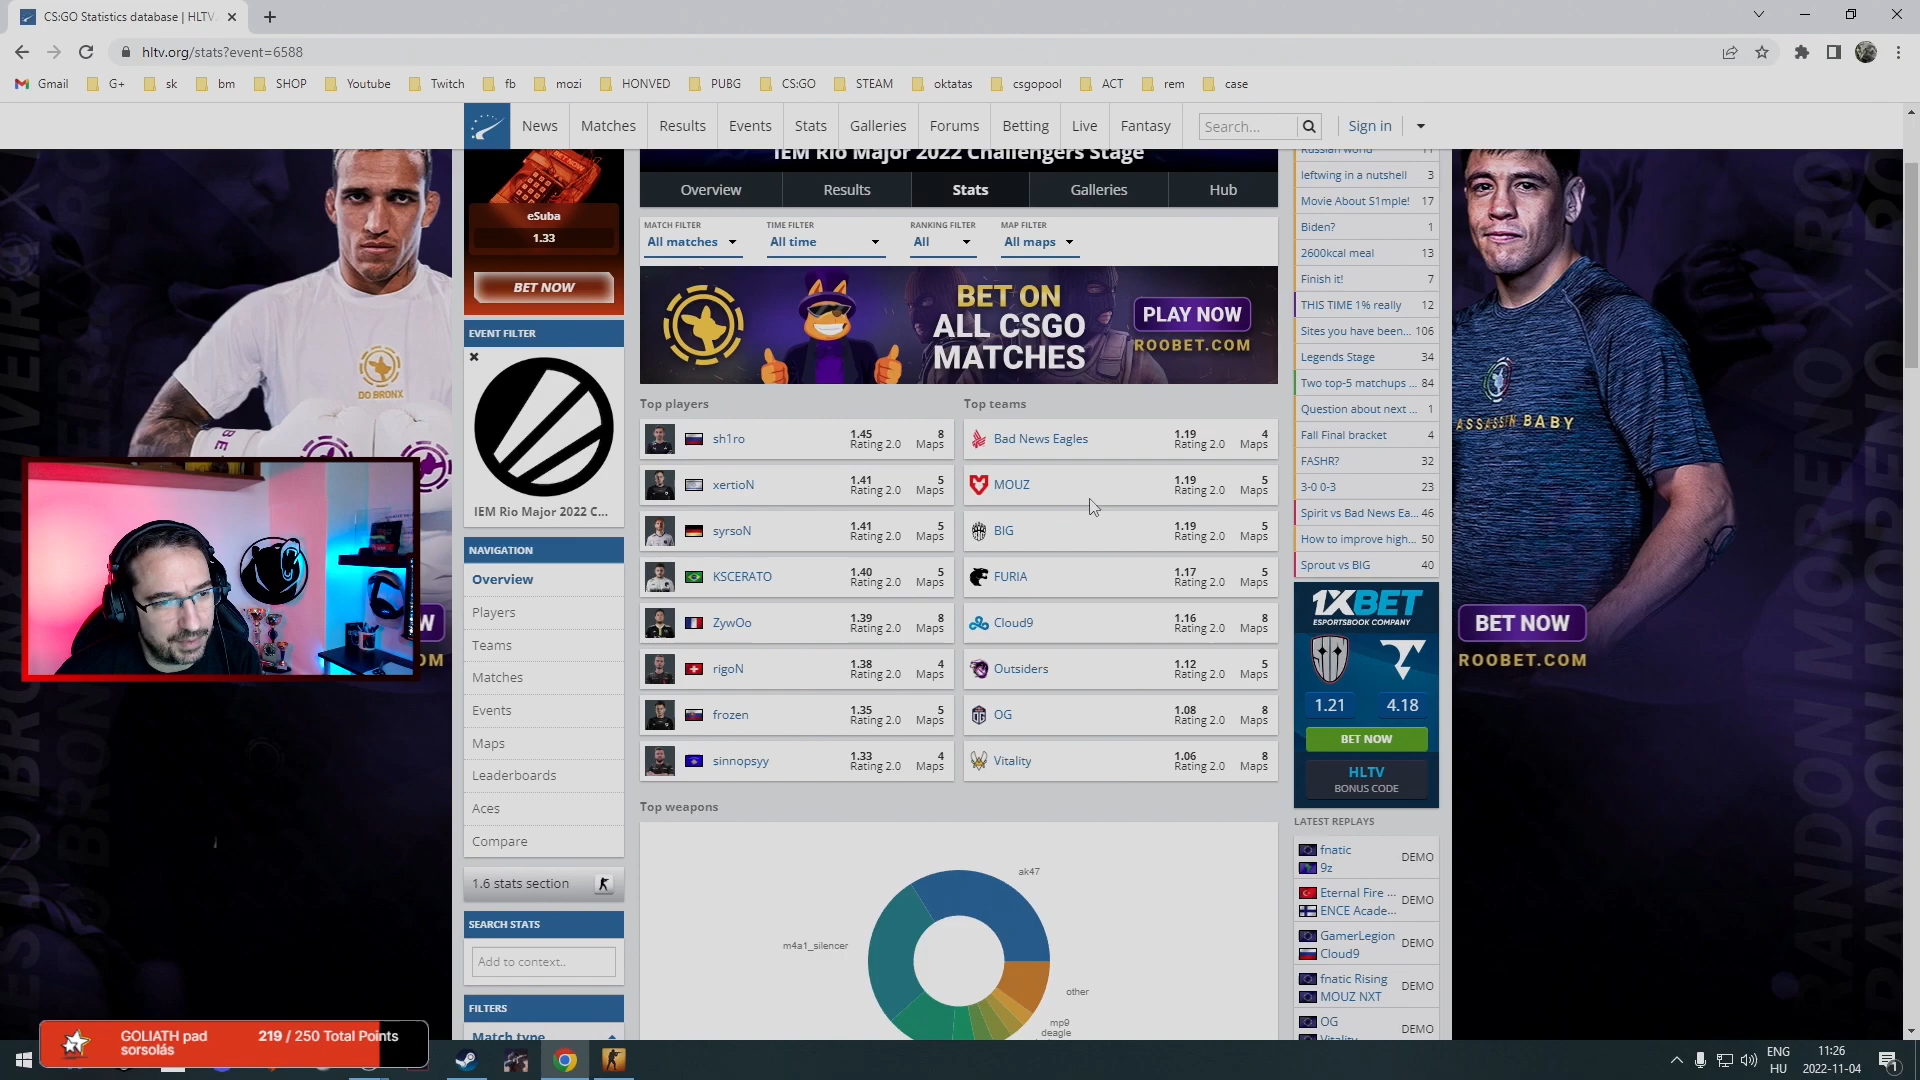 CS:GO Statistics database | HLTV
hltv.org/stats?event=6588
Gmail G+ sk bm SHOP Youtube Twitch fb mozi HONVED PUBG CS:GO STEAM oktatas csgopool ACT rem case
News Matches Results Events Stats Galleries Forums Betting Live Fantasy Search... Sign in
IEM Rio Major 2022 Challengers Stage
Overview Results Stats Galleries Hub
MATCH FILTER TIME FILTER RANKING FILTER MAP FILTER
All matches All time All All maps
BET NOW
eSuba
1.33
BET NOW
EVENT FILTER
IEM Rio Major 2022 C...
NAVIGATION
Overview
Players
Teams
Matches
Events
Maps
Leaderboards
Aces
Compare
1.6 stats section
SEARCH STATS
Add to context..
FILTERS
Match type
BET ON
ALL CSGO
MATCHES
PLAY NOW
ROOBET.COM
Top players
sh1ro 1.45 Rating 2.0 8 Maps
xertioN 1.41 Rating 2.0 5 Maps
syrsoN 1.41 Rating 2.0 5 Maps
KSCERATO 1.40 Rating 2.0 5 Maps
ZywOo 1.39 Rating 2.0 8 Maps
rigoN 1.38 Rating 2.0 4 Maps
frozen 1.35 Rating 2.0 5 Maps
sinnopsyy 1.33 Rating 2.0 4 Maps
Top teams
Bad News Eagles 1.19 Rating 2.0 4 Maps
MOUZ 1.19 Rating 2.0 5 Maps
BIG 1.19 Rating 2.0 5 Maps
FURIA 1.17 Rating 2.0 5 Maps
Cloud9 1.16 Rating 2.0 8 Maps
Outsiders 1.12 Rating 2.0 5 Maps
OG 1.08 Rating 2.0 8 Maps
Vitality 1.06 Rating 2.0 8 Maps
Top weapons
ak47
m4a1_silencer
other
mp9
deagle
Russian world 11
leftwing in a nutshell 3
Movie About S1mple! 17
Biden? 1
2600kcal meal 13
Finish it! 7
THIS TIME 1% really 12
Sites you have been... 106
Legends Stage 34
Two top-5 matchups ... 84
Question about next ... 1
Fall Final bracket 4
FASHR? 32
3-0 0-3 23
Spirit vs Bad News Ea... 46
How to improve high... 50
Sprout vs BIG 40
1XBET
ESPORTSBOOK COMPANY
1.21 4.18
BET NOW
HLTV
BONUS CODE
LATEST REPLAYS
fnatic
9z
DEMO
Eternal Fire ...
ENCE Acade...
DEMO
GamerLegion
Cloud9
DEMO
fnatic Rising
MOUZ NXT
DEMO
OG
Vitality
DEMO
DO BRONX
ASSASSIN BABY
BET NOW
ROOBET.COM
GOLIATH pad
sorsolás
219 / 250 Total Points
ENG
HU
11:26
2022-11-04
1